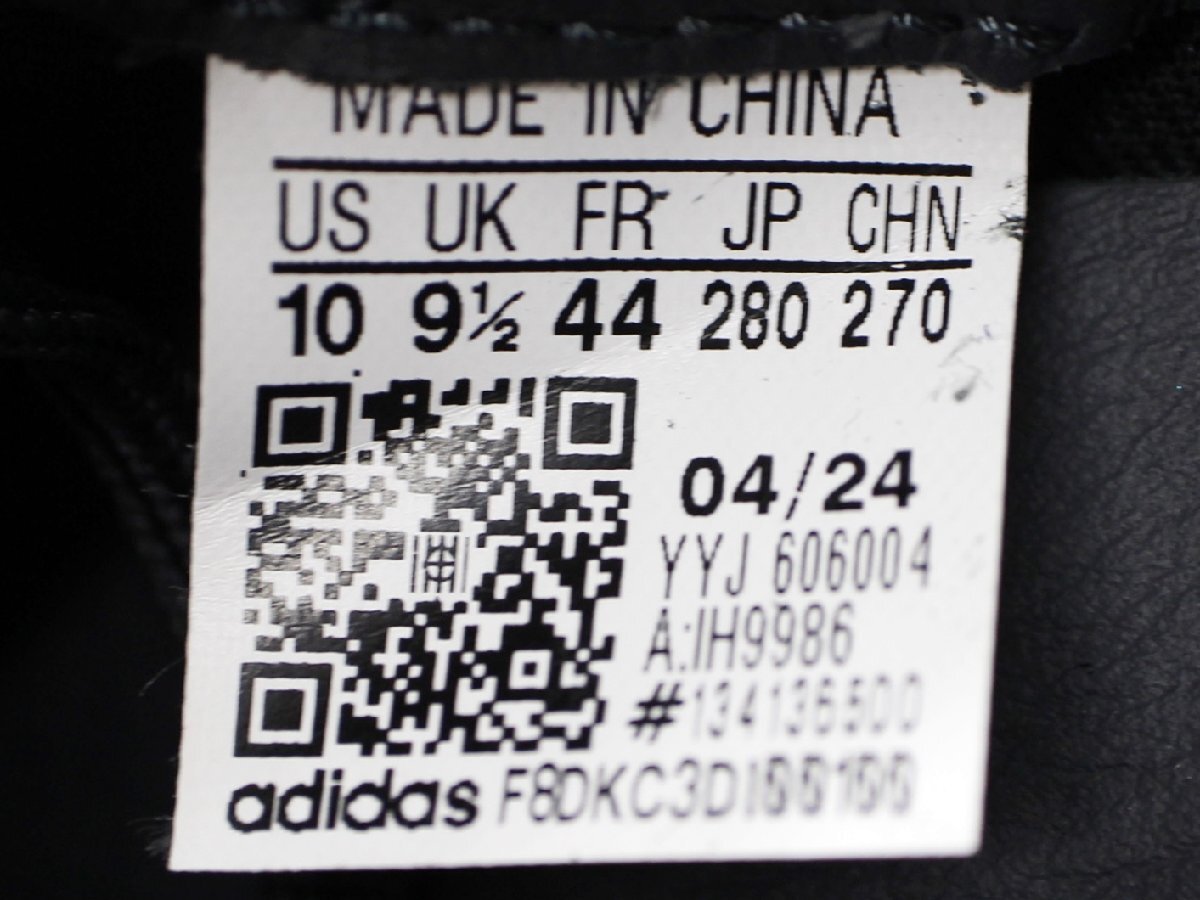 MADE IN CHINA
US UK FR JP CHN
10 9½ 44 280 270
04/24
YYJ 606004
A:IH9986
#134136500
adidas